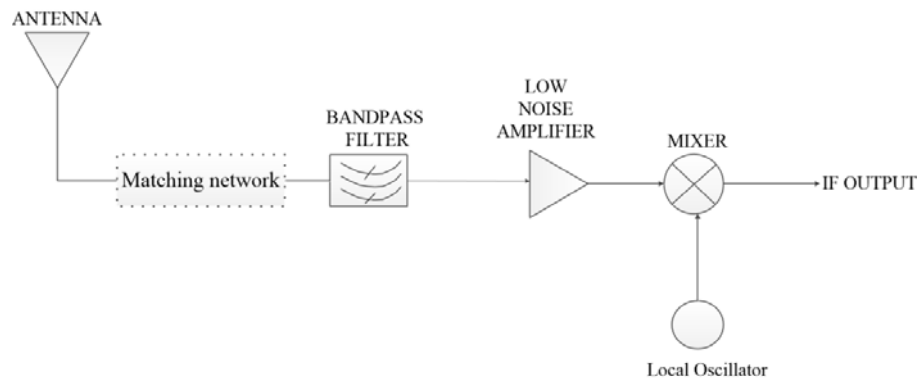 ANTENNA
Matching network
BANDPASS
FILTER
LOW
NOISE
AMPLIFIER
MIXER
IF OUTPUT
Local Oscillator